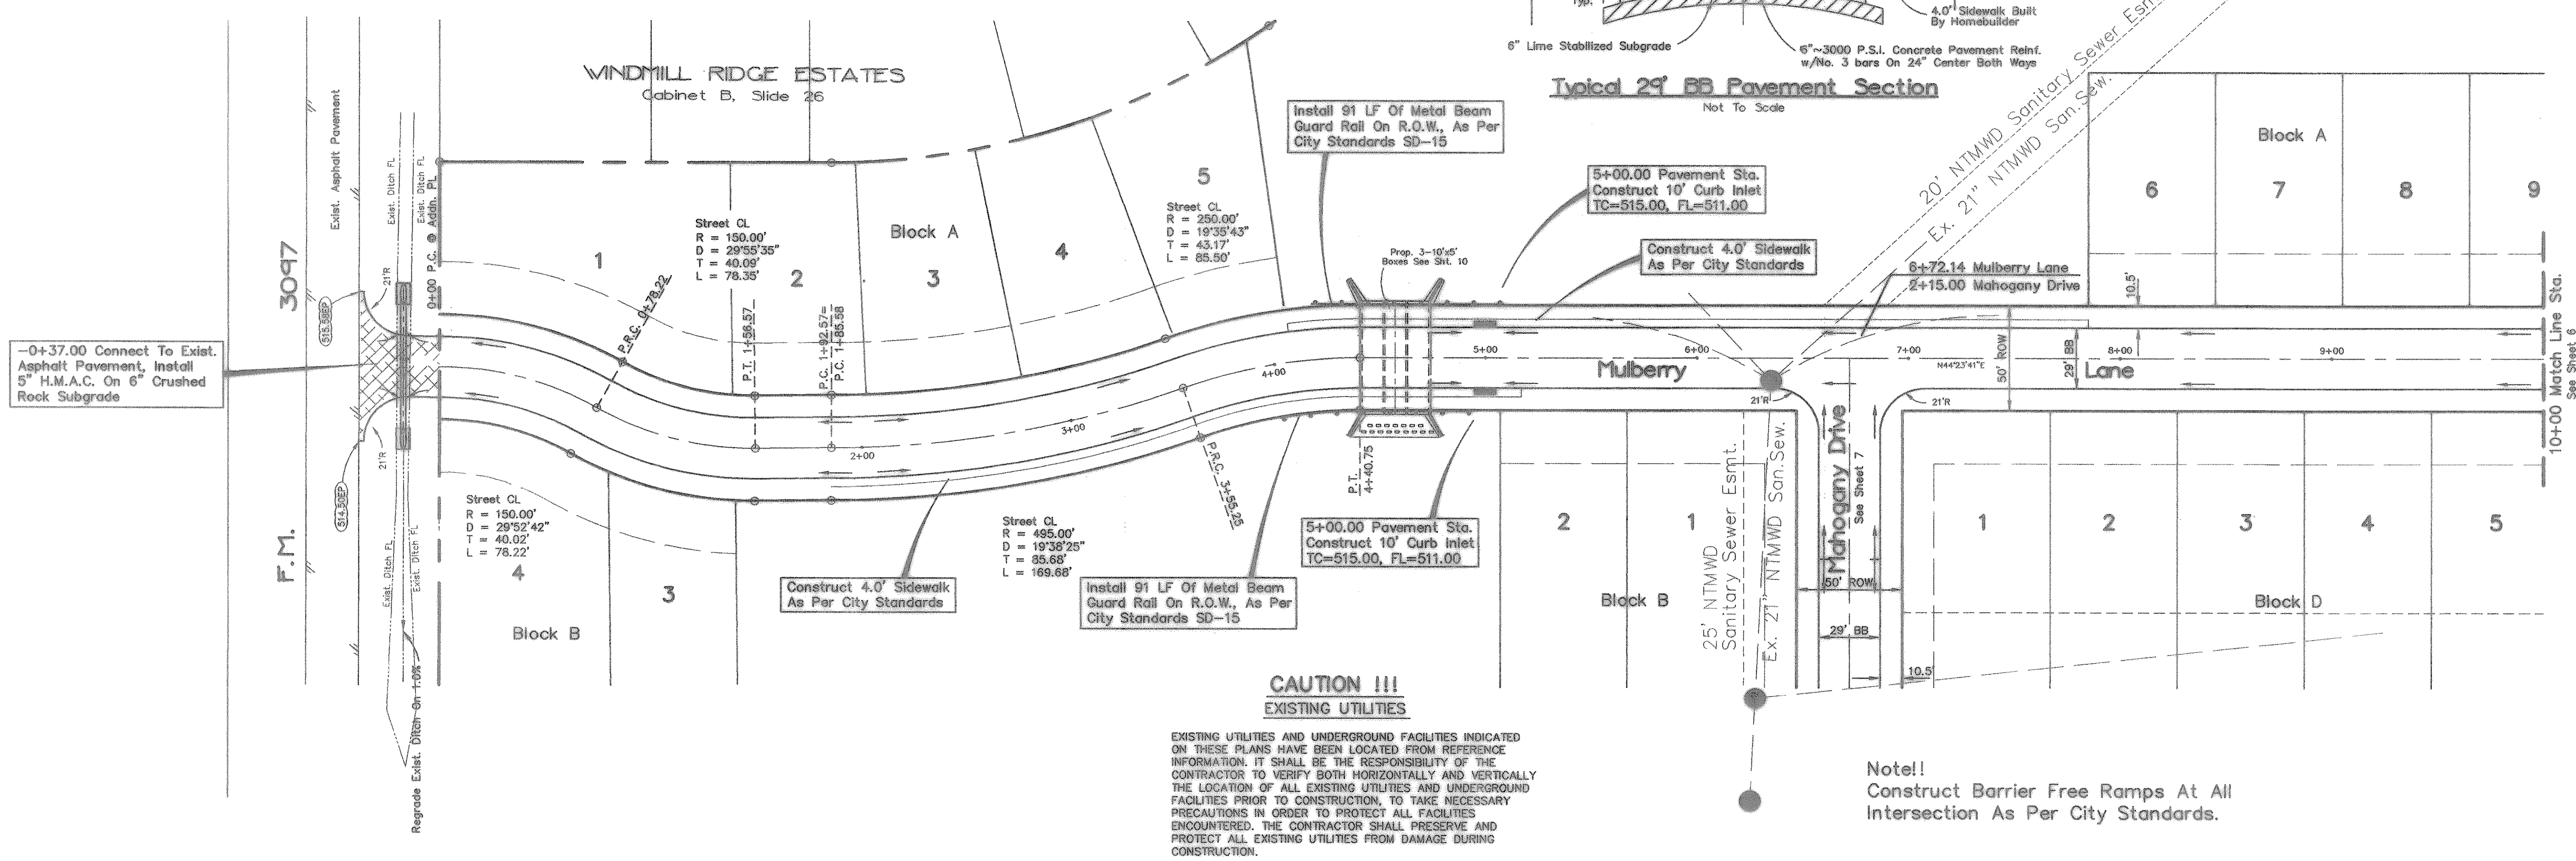 WINDMILL RIDGE ESTATES
Cabinet B, Slide 26
Typ.
6" Lime Stabilized Subgrade
4.0' Sidewalk Built
By Homebuilder
6"~3000 P.S.I. Concrete Pavement Reinf.
w/No. 3 bars On 24" Center Both Ways
Typical 29' BB Pavement Section
Not To Scale
20' NTMWD Sanitary Sewer Esmt.
Ex. 21" NTMWD San.Sew.
Exist. Asphalt Pavement
Exist. Ditch FL
Exist. Ditch FL
0+00 P.C. @ Addn. PL
F.M. 3097
515.58EP
514.50EP
21'R
21'R
-0+37.00 Connect To Exist.
Asphalt Pavement, Install
5" H.M.A.C. On 6" Crushed
Rock Subgrade
Exist. Ditch FL
Exist. Ditch FL
Regrade Exist. Ditch On 1.0%
1
P.R.C. 0+78.22
Street CL
R = 150.00'
D = 29°55'35"
T = 40.09'
L = 78.35'
2
P.T. 1+56.57
P.C. 1+92.57=
P.C. 1+85.58
Block A
3
4
5
Street CL
R = 250.00'
D = 19°35'43"
T = 43.17'
L = 85.50'
Install 91 LF Of Metal Beam
Guard Rail On R.O.W., As Per
City Standards SD-15
Prop. 3-10'x5'
Boxes See Sht. 10
5+00.00 Pavement Sta.
Construct 10' Curb Inlet
TC=515.00, FL=511.00
Construct 4.0' Sidewalk
As Per City Standards
6+72.14 Mulberry Lane
2+15.00 Mahogany Drive
Block A
6
7
8
9
10.5'
2+00
3+00
4+00
5+00
6+00
7+00
8+00
9+00
Mulberry
Lane
N44°23'41"E
50' ROW
29' BB
10+00 Match Line Sta.
See Sheet 6
21'R
21'R
Street CL
R = 150.00'
D = 29°52'42"
T = 40.02'
L = 78.22'
4
3
Block B
Construct 4.0' Sidewalk
As Per City Standards
Street CL
R = 495.00'
D = 19°38'25"
T = 85.68'
L = 169.68'
P.R.C. 3+55.25
P.T.
4+40.75
Install 91 LF Of Metal Beam
Guard Rail On R.O.W., As Per
City Standards SD-15
5+00.00 Pavement Sta.
Construct 10' Curb Inlet
TC=515.00, FL=511.00
2
1
Block B
25' NTMWD
Sanitary Sewer Esmt.
Ex. 21" NTMWD San.Sew.
Mahogany Drive
See Sheet 7
50' ROW
29' BB
10.5'
1
2
3
4
5
Block D
CAUTION !!!
EXISTING UTILITIES
EXISTING UTILITIES AND UNDERGROUND FACILITIES INDICATED
ON THESE PLANS HAVE BEEN LOCATED FROM REFERENCE
INFORMATION. IT SHALL BE THE RESPONSIBILITY OF THE
CONTRACTOR TO VERIFY BOTH HORIZONTALLY AND VERTICALLY
THE LOCATION OF ALL EXISTING UTILITIES AND UNDERGROUND
FACILITIES PRIOR TO CONSTRUCTION, TO TAKE NECESSARY
PRECAUTIONS IN ORDER TO PROTECT ALL FACILITIES
ENCOUNTERED. THE CONTRACTOR SHALL PRESERVE AND
PROTECT ALL EXISTING UTILITIES FROM DAMAGE DURING
CONSTRUCTION.
Note!!
Construct Barrier Free Ramps At All
Intersection As Per City Standards.